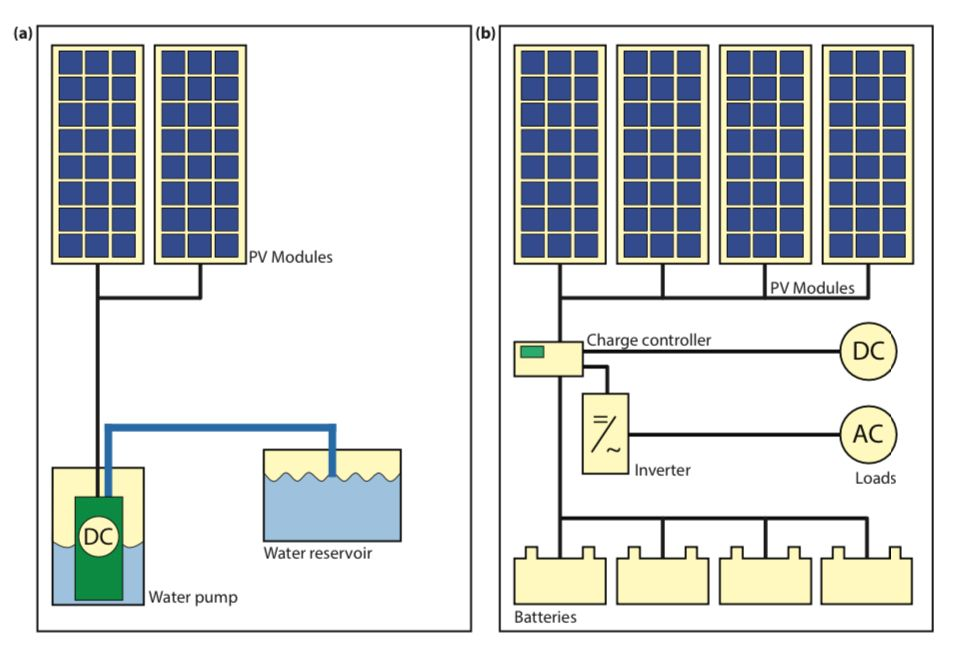 (a)
PV Modules
DC
Water reservoir
Water pump
(b)
PV Modules
Charge controller
DC
=
~
AC
Inverter
Loads
Batteries